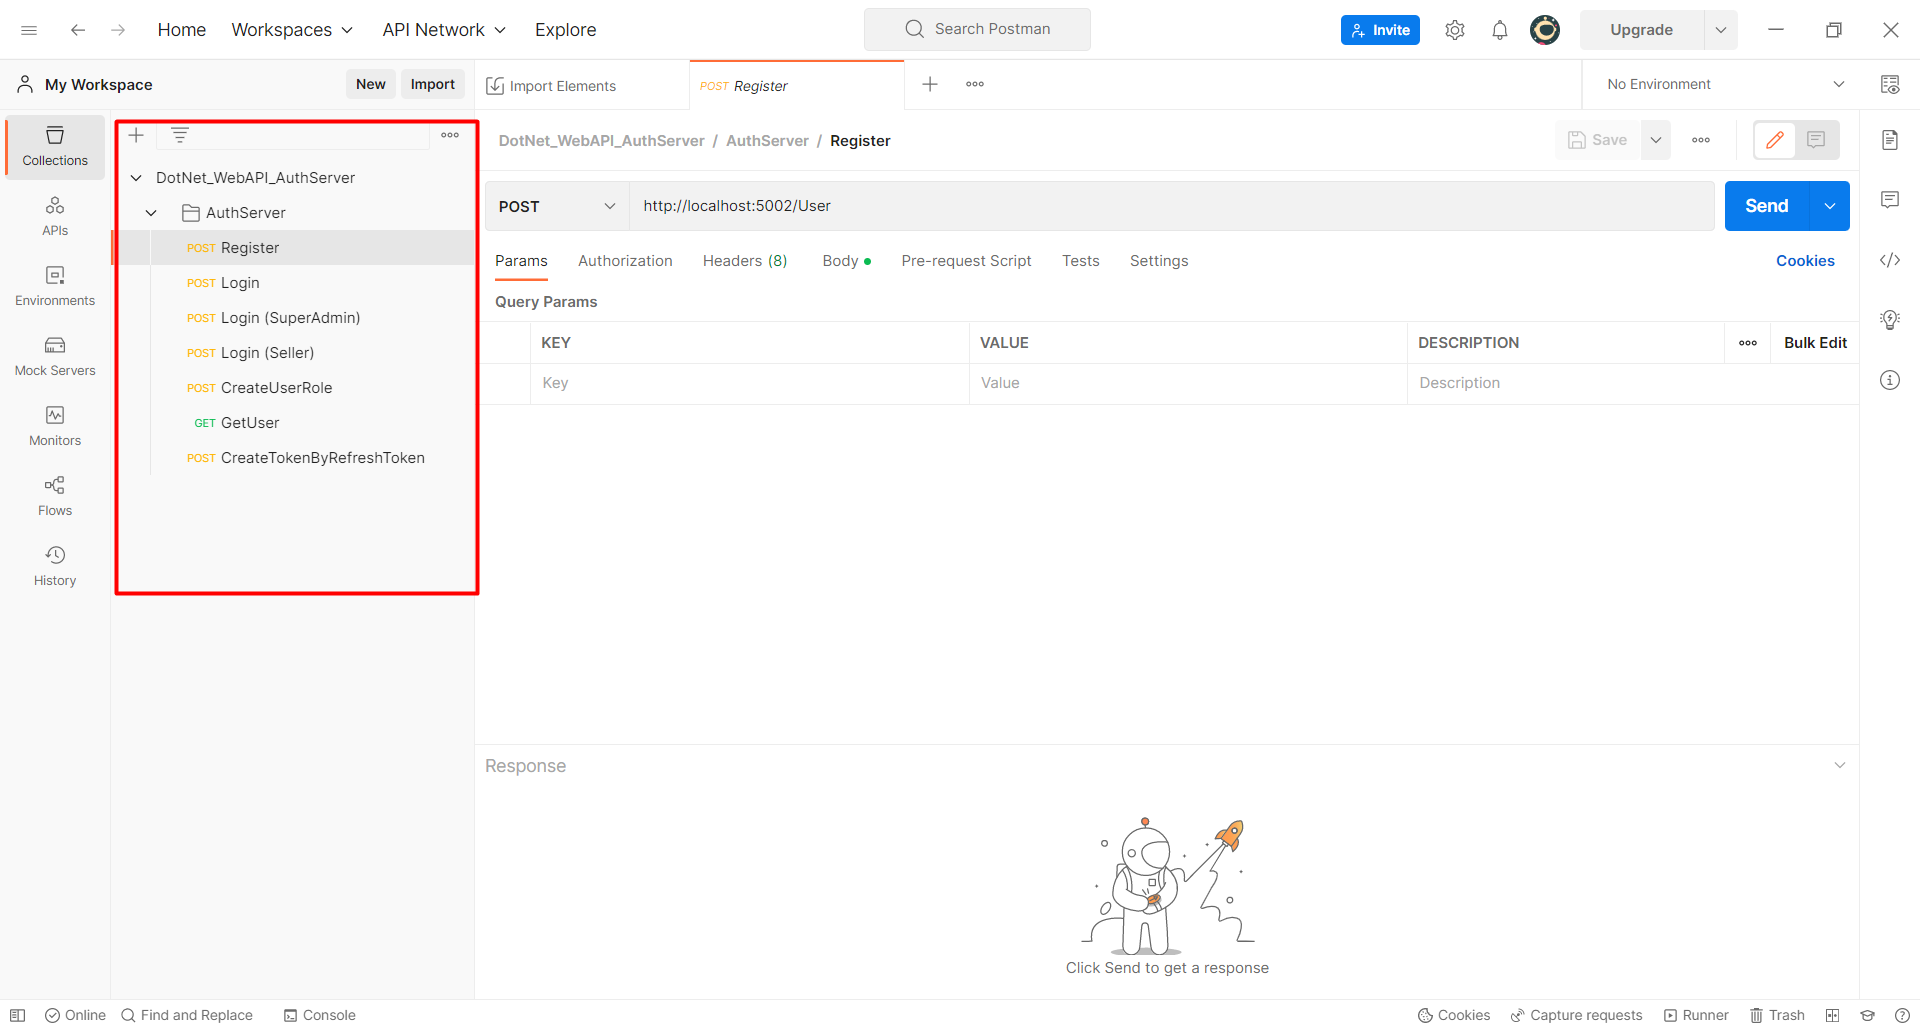 Home Workspaces API Network Explore Search Postman Invite Upgrade
My Workspace New Import Import Elements POST Register No Environment
Collections
APIs
Environments
Mock Servers
Monitors
Flows
History
DotNet_WebAPI_AuthServer
AuthServer
POST Register
POST Login
POST Login (SuperAdmin)
POST Login (Seller)
POST CreateUserRole
GET GetUser
POST CreateTokenByRefreshToken
DotNet_WebAPI_AuthServer / AuthServer / Register Save
POST http://localhost:5002/User Send
Params Authorization Headers (8) Body Pre-request Script Tests Settings Cookies
Query Params
KEY VALUE DESCRIPTION Bulk Edit
Key Value Description
Response
Click Send to get a response
Online Find and Replace Console Cookies Capture requests Runner Trash